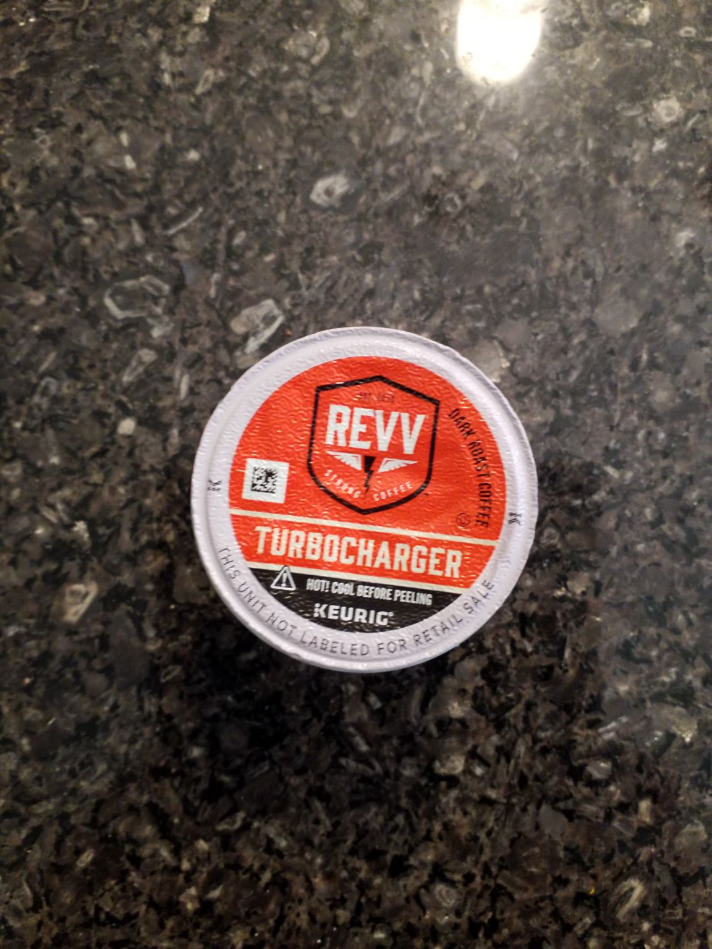 REVV
STRONG COFFEE
DARK ROAST COFFEE
TURBOCHARGER
HOT! COOL BEFORE PEELING
KEURIG®
THIS UNIT NOT LABELED FOR RETAIL SALE